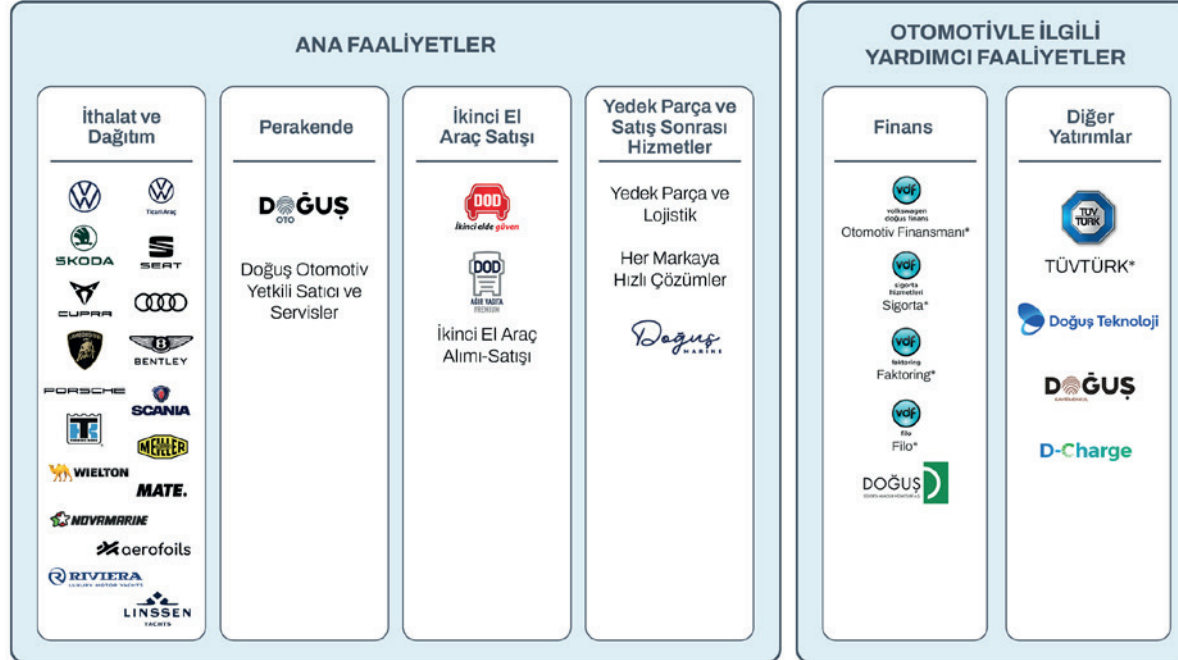 ANA FAALİYETLER
İthalat ve
Dağıtım
Ticari Araç
SKODA
SEAT
CUPRA
BENTLEY
PORSCHE
SCANIA
MEILLER
WIELTON
MATE.
NOVAMARINE
aerofoils
RIVIERA
LUXURY MOTOR YACHTS
LINSSEN
YACHTS
Perakende
DOĞUŞ
OTO
Doğuş Otomotiv
Yetkili Satıcı ve
Servisler
İkinci El
Araç Satışı
DOD
İkinci elde güven
DOD
AĞIR VASITA
PREMIUM
İkinci El Araç
Alımı-Satışı
Yedek Parça ve
Satış Sonrası
Hizmetler
Yedek Parça ve
Lojistik
Her Markaya
Hızlı Çözümler
Doğuş
MARINE
OTOMOTİVLE İLGİLİ
YARDIMCI FAALİYETLER
Finans
vdf
volkswagen
doğuş finans
Otomotiv Finansmanı*
vdf
sigorta
hizmetleri
Sigorta*
vdf
faktoring
Faktoring*
vdf
filo
Filo*
DOĞUŞ
Diğer
Yatırımlar
TÜV
TÜRK
TÜVTÜRK*
Doğuş Teknoloji
DOĞUŞ
D-Charge